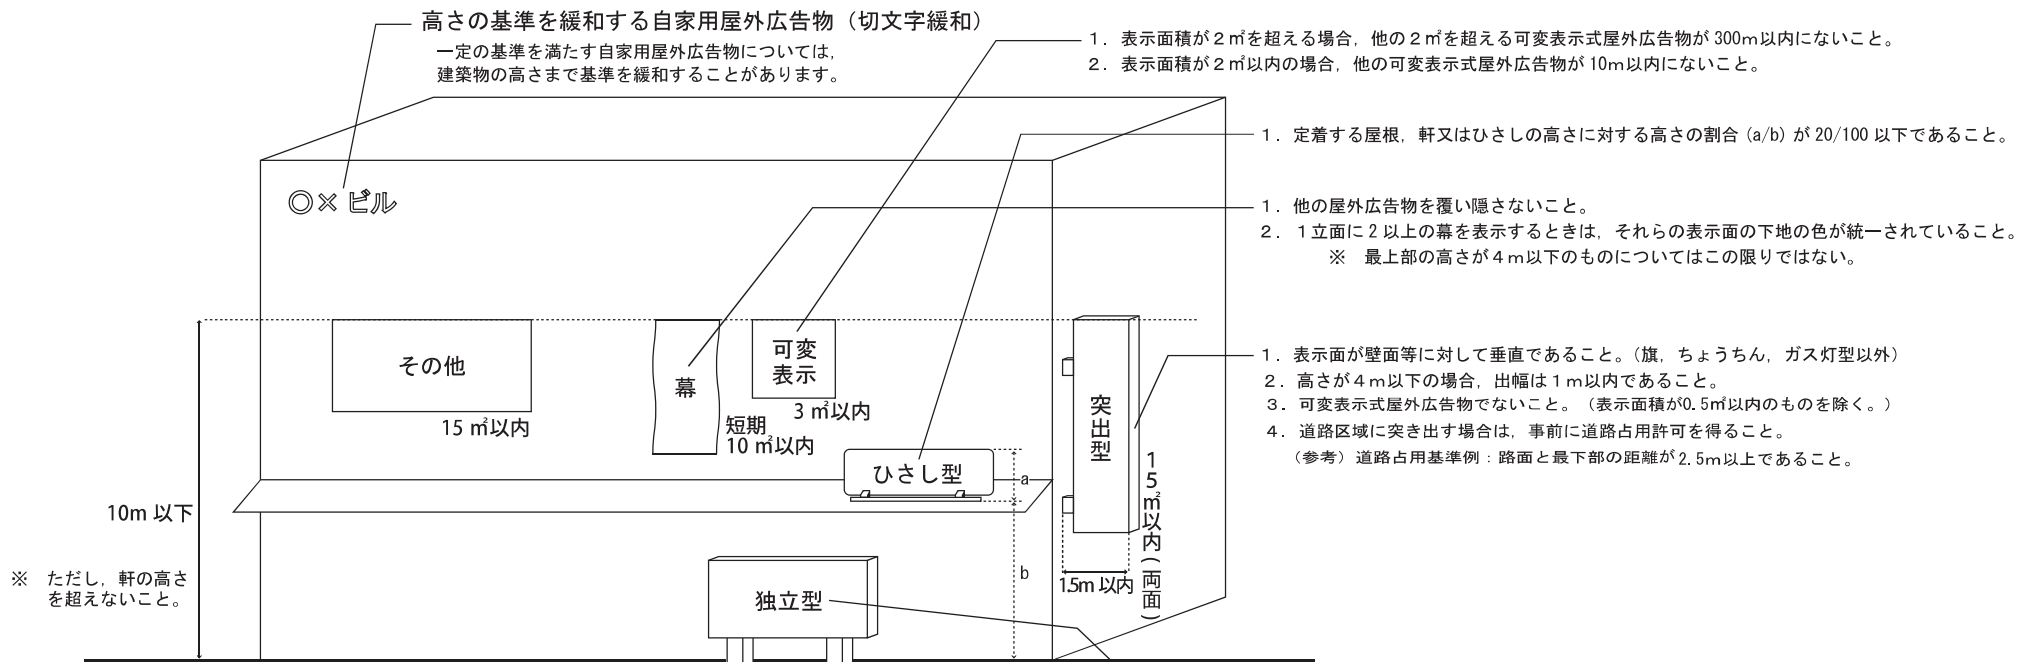 高さの基準を緩和する自家用屋外広告物（切文字緩和）
一定の基準を満たす自家用屋外広告物については，
建築物の高さまで基準を緩和することがあります。
１．表示面積が２㎡を超える場合，他の２㎡を超える可変表示式屋外広告物が 300ｍ以内にないこと。
２．表示面積が２㎡以内の場合，他の可変表示式屋外広告物が 10ｍ以内にないこと。
１．定着する屋根，軒又はひさしの高さに対する高さの割合 (a/b) が 20/100 以下であること。
◎× ビル
１．他の屋外広告物を覆い隠さないこと。
２．１立面に２以上の幕を表示するときは，それらの表示面の下地の色が統一されていること。
※　最上部の高さが４ｍ以下のものについてはこの限りではない。
その他
15 ㎡以内
幕
短期
10 ㎡以内
可変
表示
3 ㎡以内
ひさし型
a
b
突出型
15㎡以内(両面)
1.5m 以内
１．表示面が壁面等に対して垂直であること。（旗，ちょうちん，ガス灯型以外）
２．高さが４ｍ以下の場合，出幅は１ｍ以内であること。
３．可変表示式屋外広告物でないこと。（表示面積が0.5㎡以内のものを除く。）
４．道路区域に突き出す場合は，事前に道路占用許可を得ること。
（参考）道路占用基準例：路面と最下部の距離が2.5ｍ以上であること。
10m 以下
※　ただし，軒の高さ
を超えないこと。
独立型